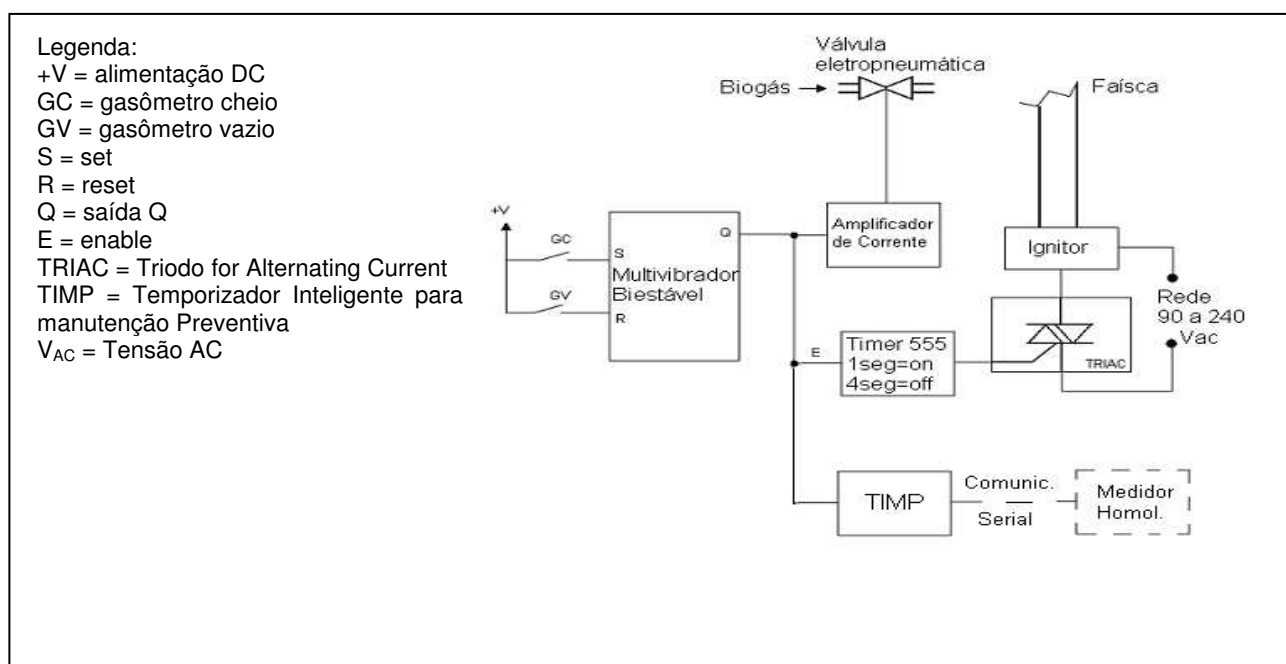 Legenda:
+V = alimentação DC
GC = gasômetro cheio
GV = gasômetro vazio
S = set
R = reset
Q = saída Q
E = enable
TRIAC = Triodo for Alternating Current
TIMP = Temporizador Inteligente para
manutenção Preventiva
VAC = Tensão AC
Válvula
eletropneumática
Biogás
Faísca
+V
GC
GV
S
Q
Multivibrador
Biestável
R
Amplificador
de Corrente
Ignitor
Rede
90 a 240
Vac
E
Timer 555
1seg=on
4seg=off
TRIAC
TIMP
Comunic.
Serial
Medidor
Homol.